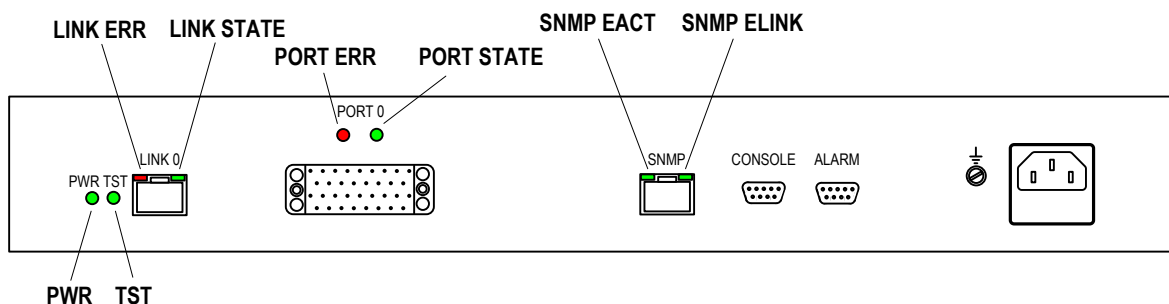 LINK ERR LINK STATE SNMP EACT SNMP ELINK
PORT ERR PORT STATE
PORT 0
LINK 0 SNMP CONSOLE ALARM
PWR TST
PWR TST